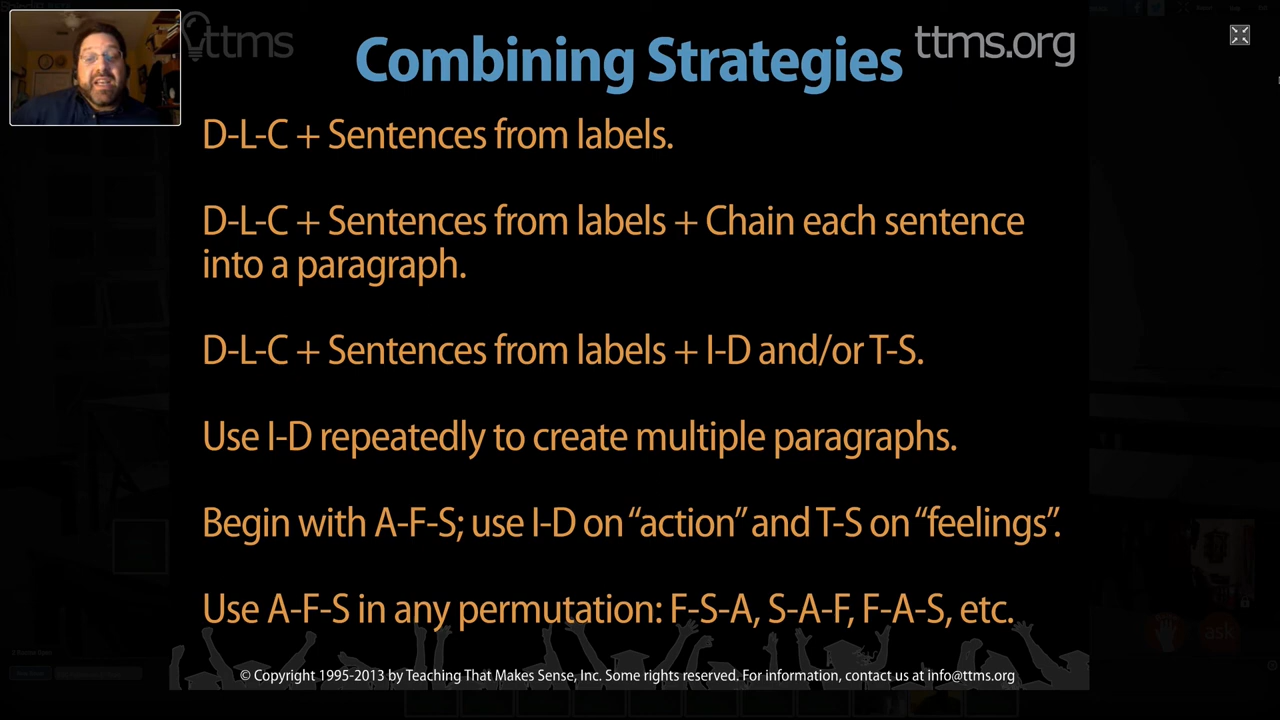 ttms
Combining Strategies
ttms.org
D-L-C + Sentences from labels.
D-L-C + Sentences from labels + Chain each sentence
into a paragraph.
D-L-C + Sentences from labels + I-D and/or T-S.
Use I-D repeatedly to create multiple paragraphs.
Begin with A-F-S; use I-D on “action” and T-S on “feelings”.
Use A-F-S in any permutation: F-S-A, S-A-F, F-A-S, etc.
ask
© Copyright 1995-2013 by Teaching That Makes Sense, Inc. Some rights reserved. For information, contact us at info@ttms.org